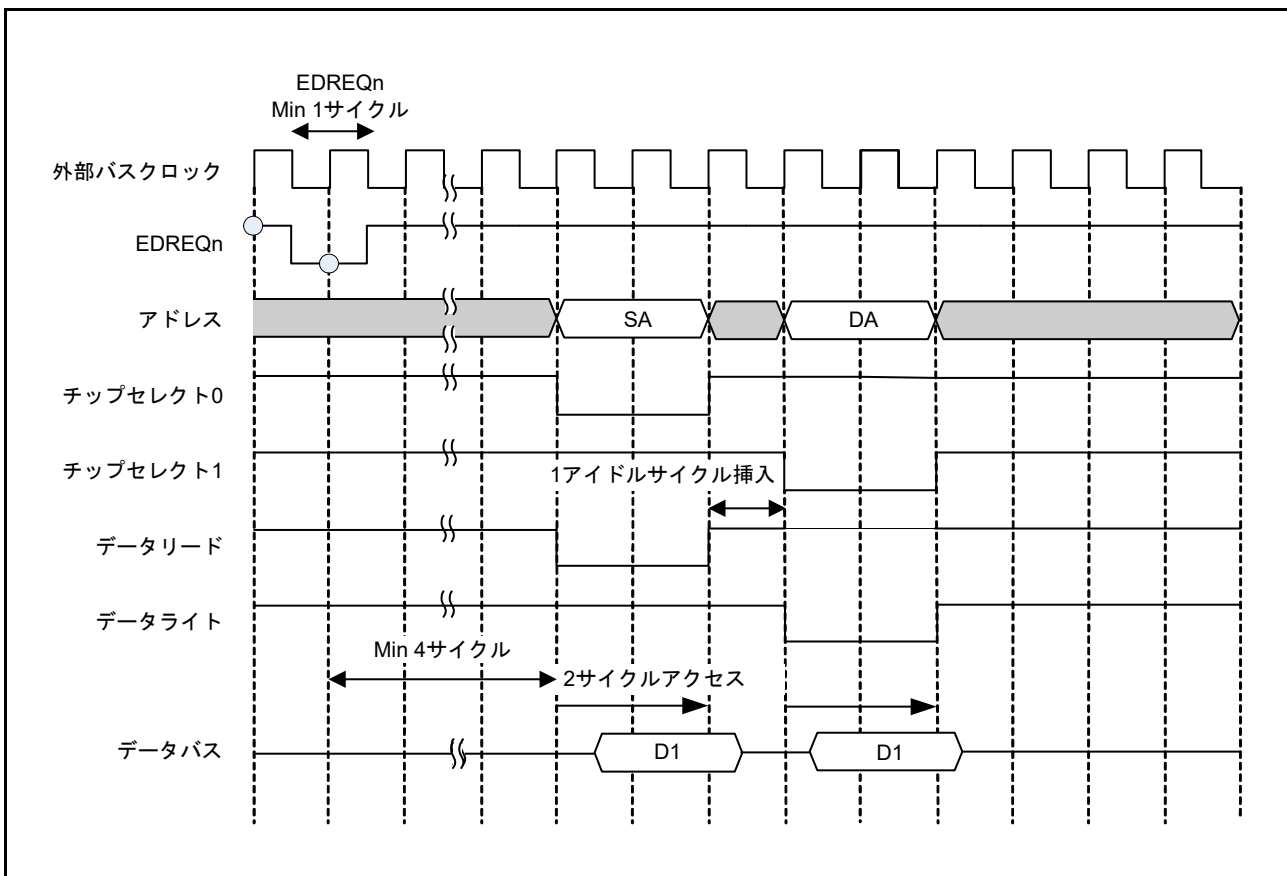 EDREQn
Min 1サイクル
外部バスクロック
EDREQn
アドレス
SA
DA
チップセレクト0
チップセレクト1
1アイドルサイクル挿入
データリード
データライト
Min 4サイクル
2サイクルアクセス
データバス
D1
D1